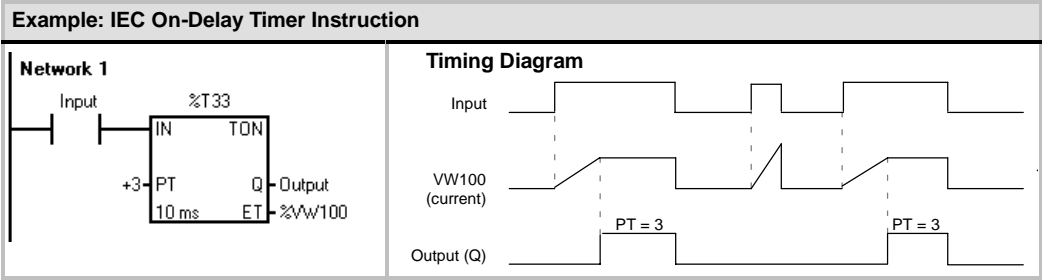 Example: IEC On-Delay Timer Instruction
Network 1
Input
%T33
IN TON
+3 PT Q Output
10 ms ET %VW100
Timing Diagram
Input
VW100
(current)
PT = 3 PT = 3
Output (Q)